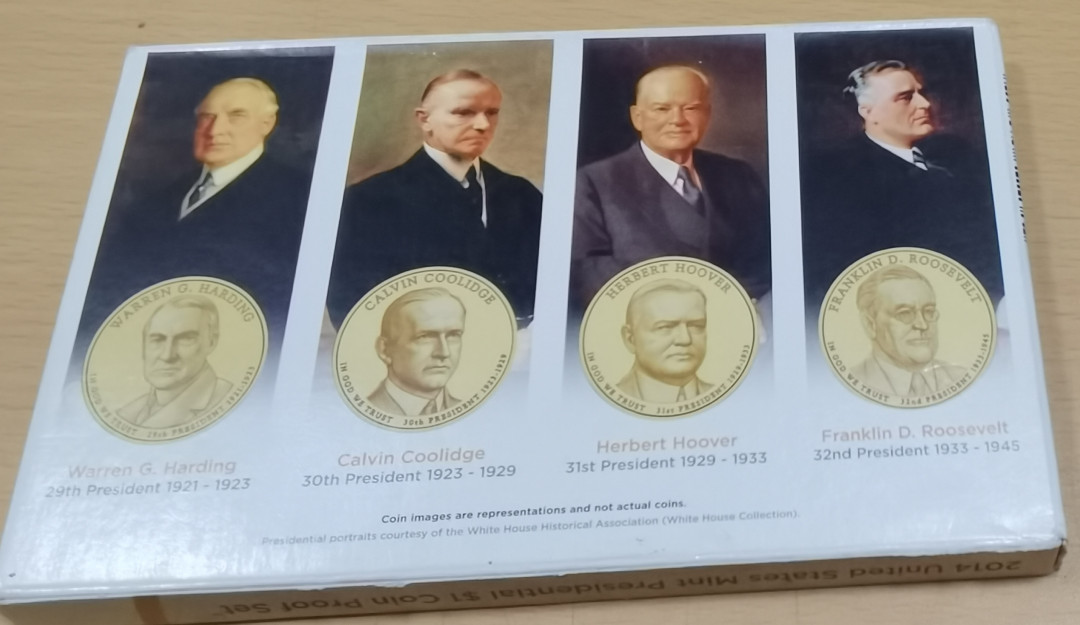 WARREN G. HARDING
IN GOD WE TRUST 29th PRESIDENT 1921-1923
CALVIN COOLIDGE
IN GOD WE TRUST 30th PRESIDENT 1923-1929
HERBERT HOOVER
IN GOD WE TRUST 31st PRESIDENT 1929-1933
FRANKLIN D. ROOSEVELT
IN GOD WE TRUST 32nd PRESIDENT 1933-1945
Warren G. Harding
29th President 1921 - 1923
Calvin Coolidge
30th President 1923 - 1929
Herbert Hoover
31st President 1929 - 1933
Franklin D. Roosevelt
32nd President 1933 - 1945
Coin images are representations and not actual coins.
Presidential portraits courtesy of the White House Historical Association (White House Collection).
2014 United States Mint Presidential $1 Coin Proof Set™